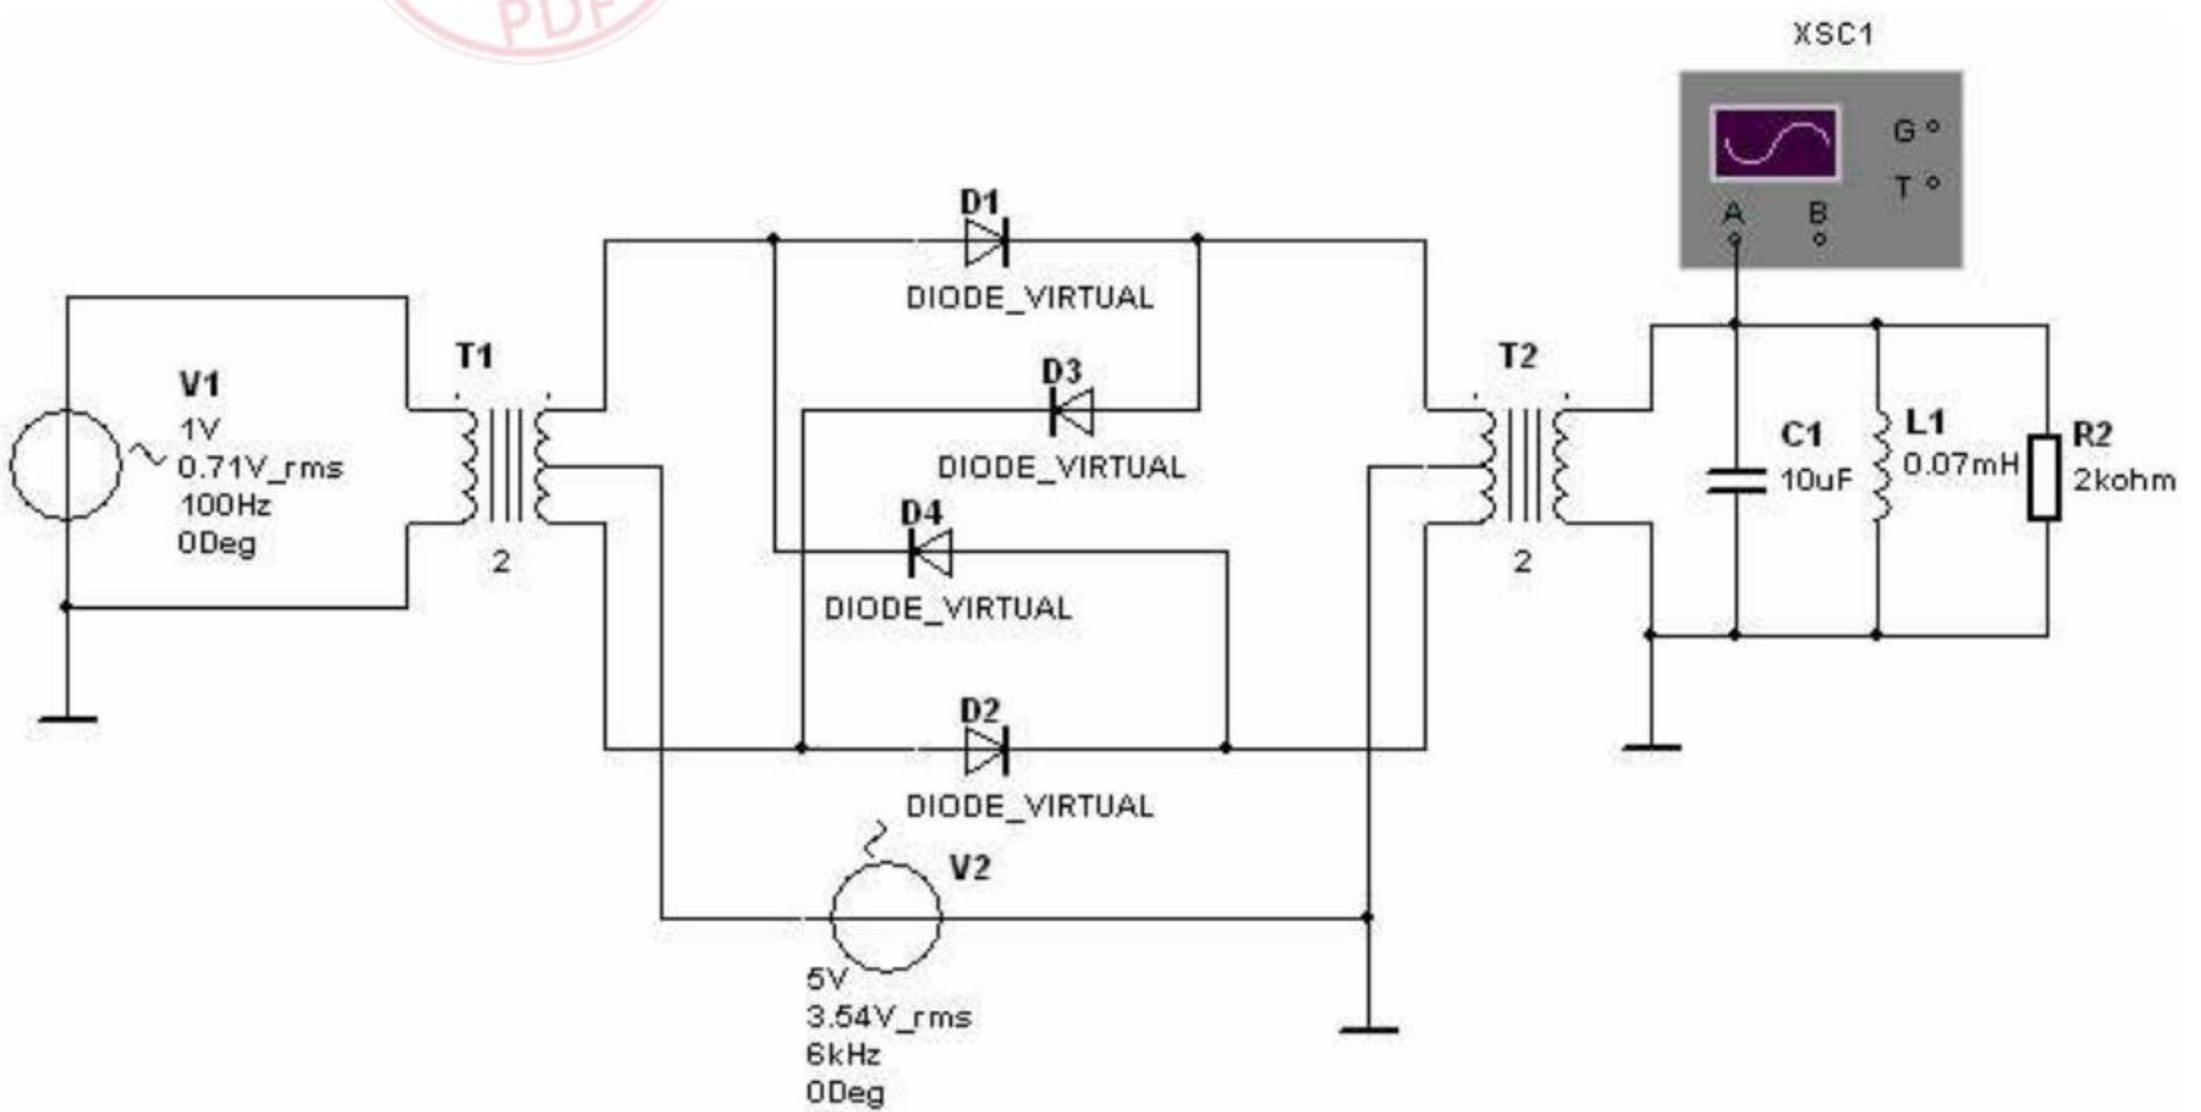 PDF
XSC1
G
T
A
B
D1
DIODE_VIRTUAL
T1
D3
T2
V1
1V
0.71V_rms
100Hz
0Deg
DIODE_VIRTUAL
C1
10uF
L1
0.07mH
R2
2kohm
D4
2
2
DIODE_VIRTUAL
D2
DIODE_VIRTUAL
V2
5V
3.54V_rms
6kHz
0Deg